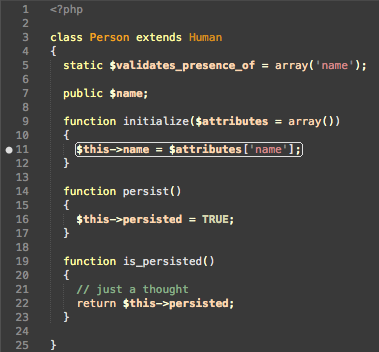 1 <?php
2
3 class Person extends Human
4 {
5   static $validates_presence_of = array('name');
6
7   public $name;
8
9   function initialize($attributes = array())
10   {
11     $this->name = $attributes['name'];
12   }
13
14   function persist()
15   {
16     $this->persisted = TRUE;
17   }
18
19   function is_persisted()
20   {
21     // just a thought
22     return $this->persisted;
23   }
24
25 }